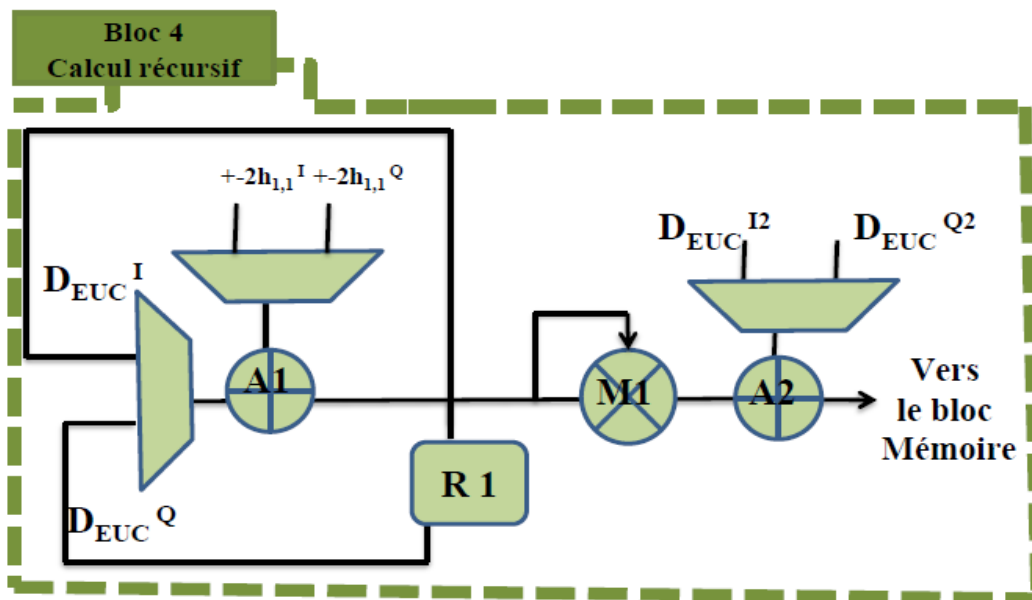 Bloc 4
Calcul récursif
+-2h1,1 I +-2h1,1 Q
DEUC I2 DEUC Q2
DEUC I
A1
M1
A2
Vers
le bloc
Mémoire
R 1
DEUC Q